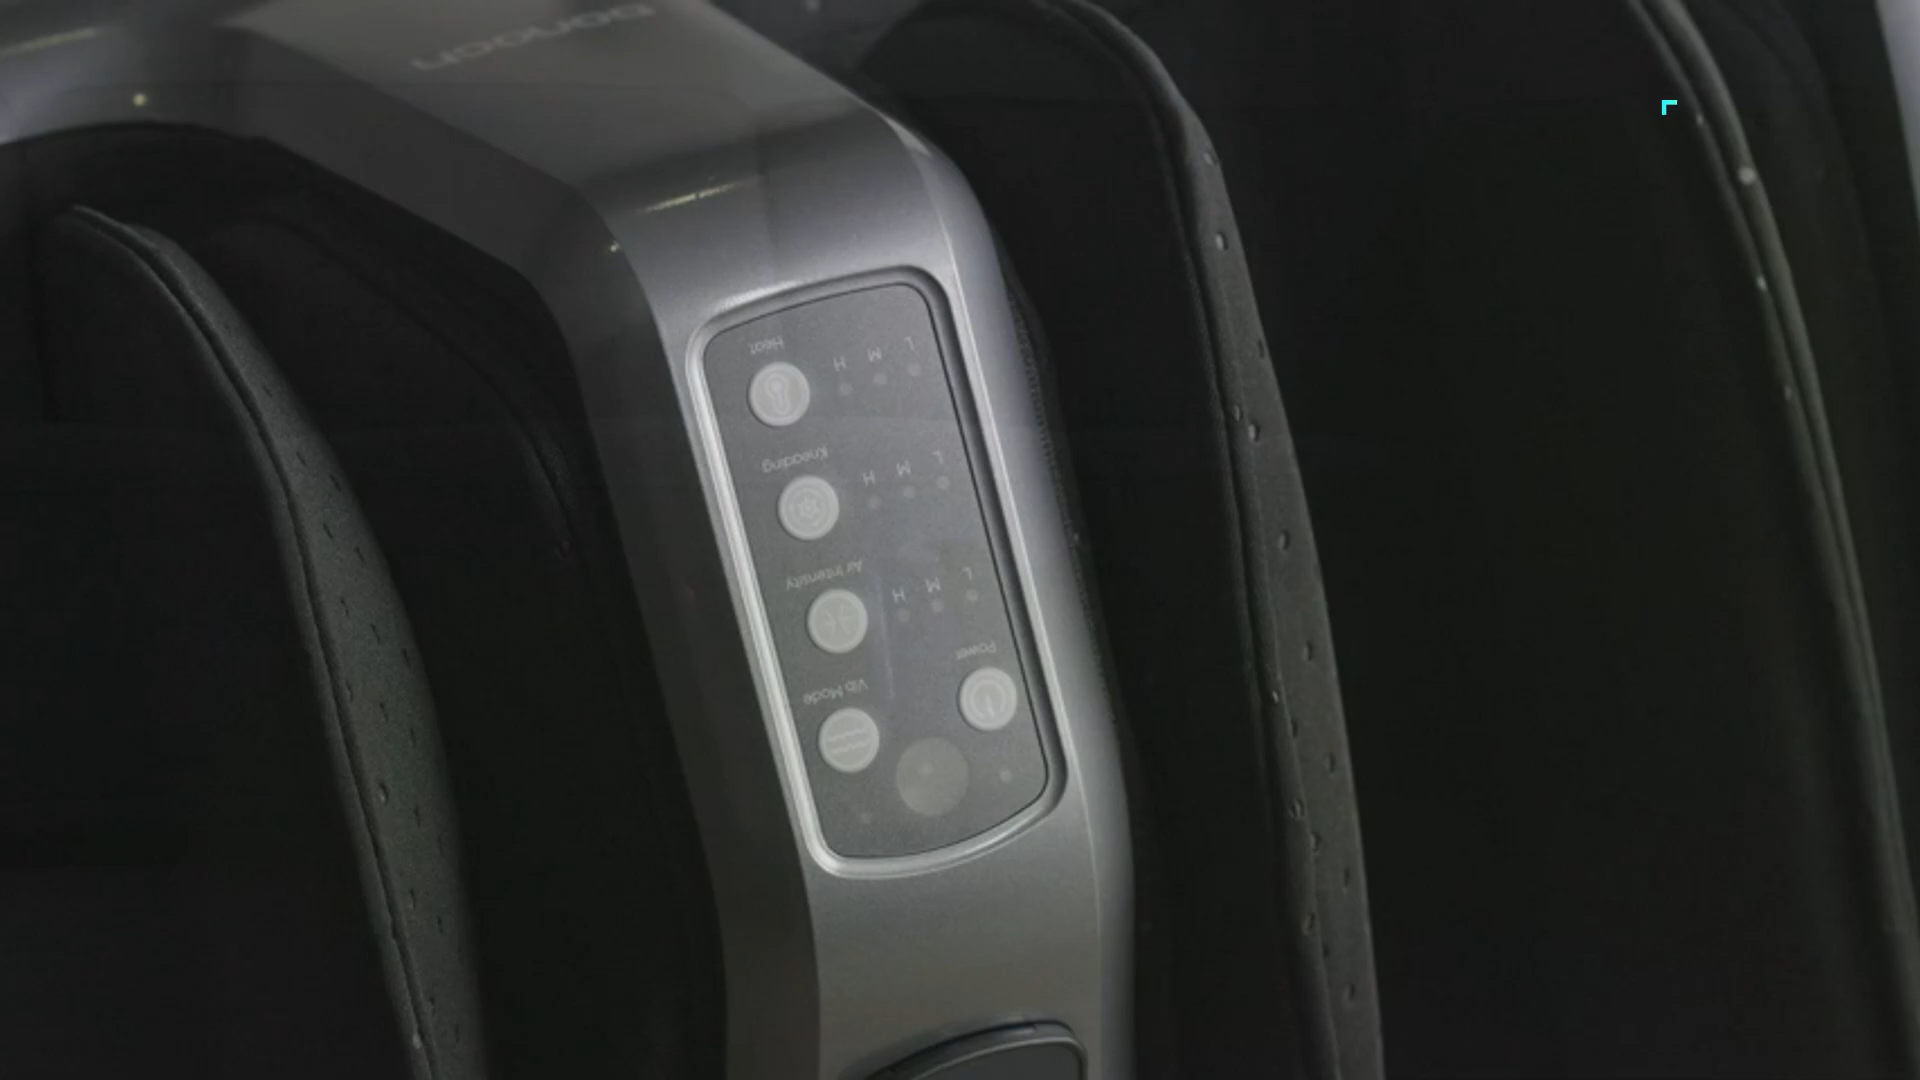 Power Vib Mode
L M H
Air Intensity
L M H
Kneading
L M H
Heat